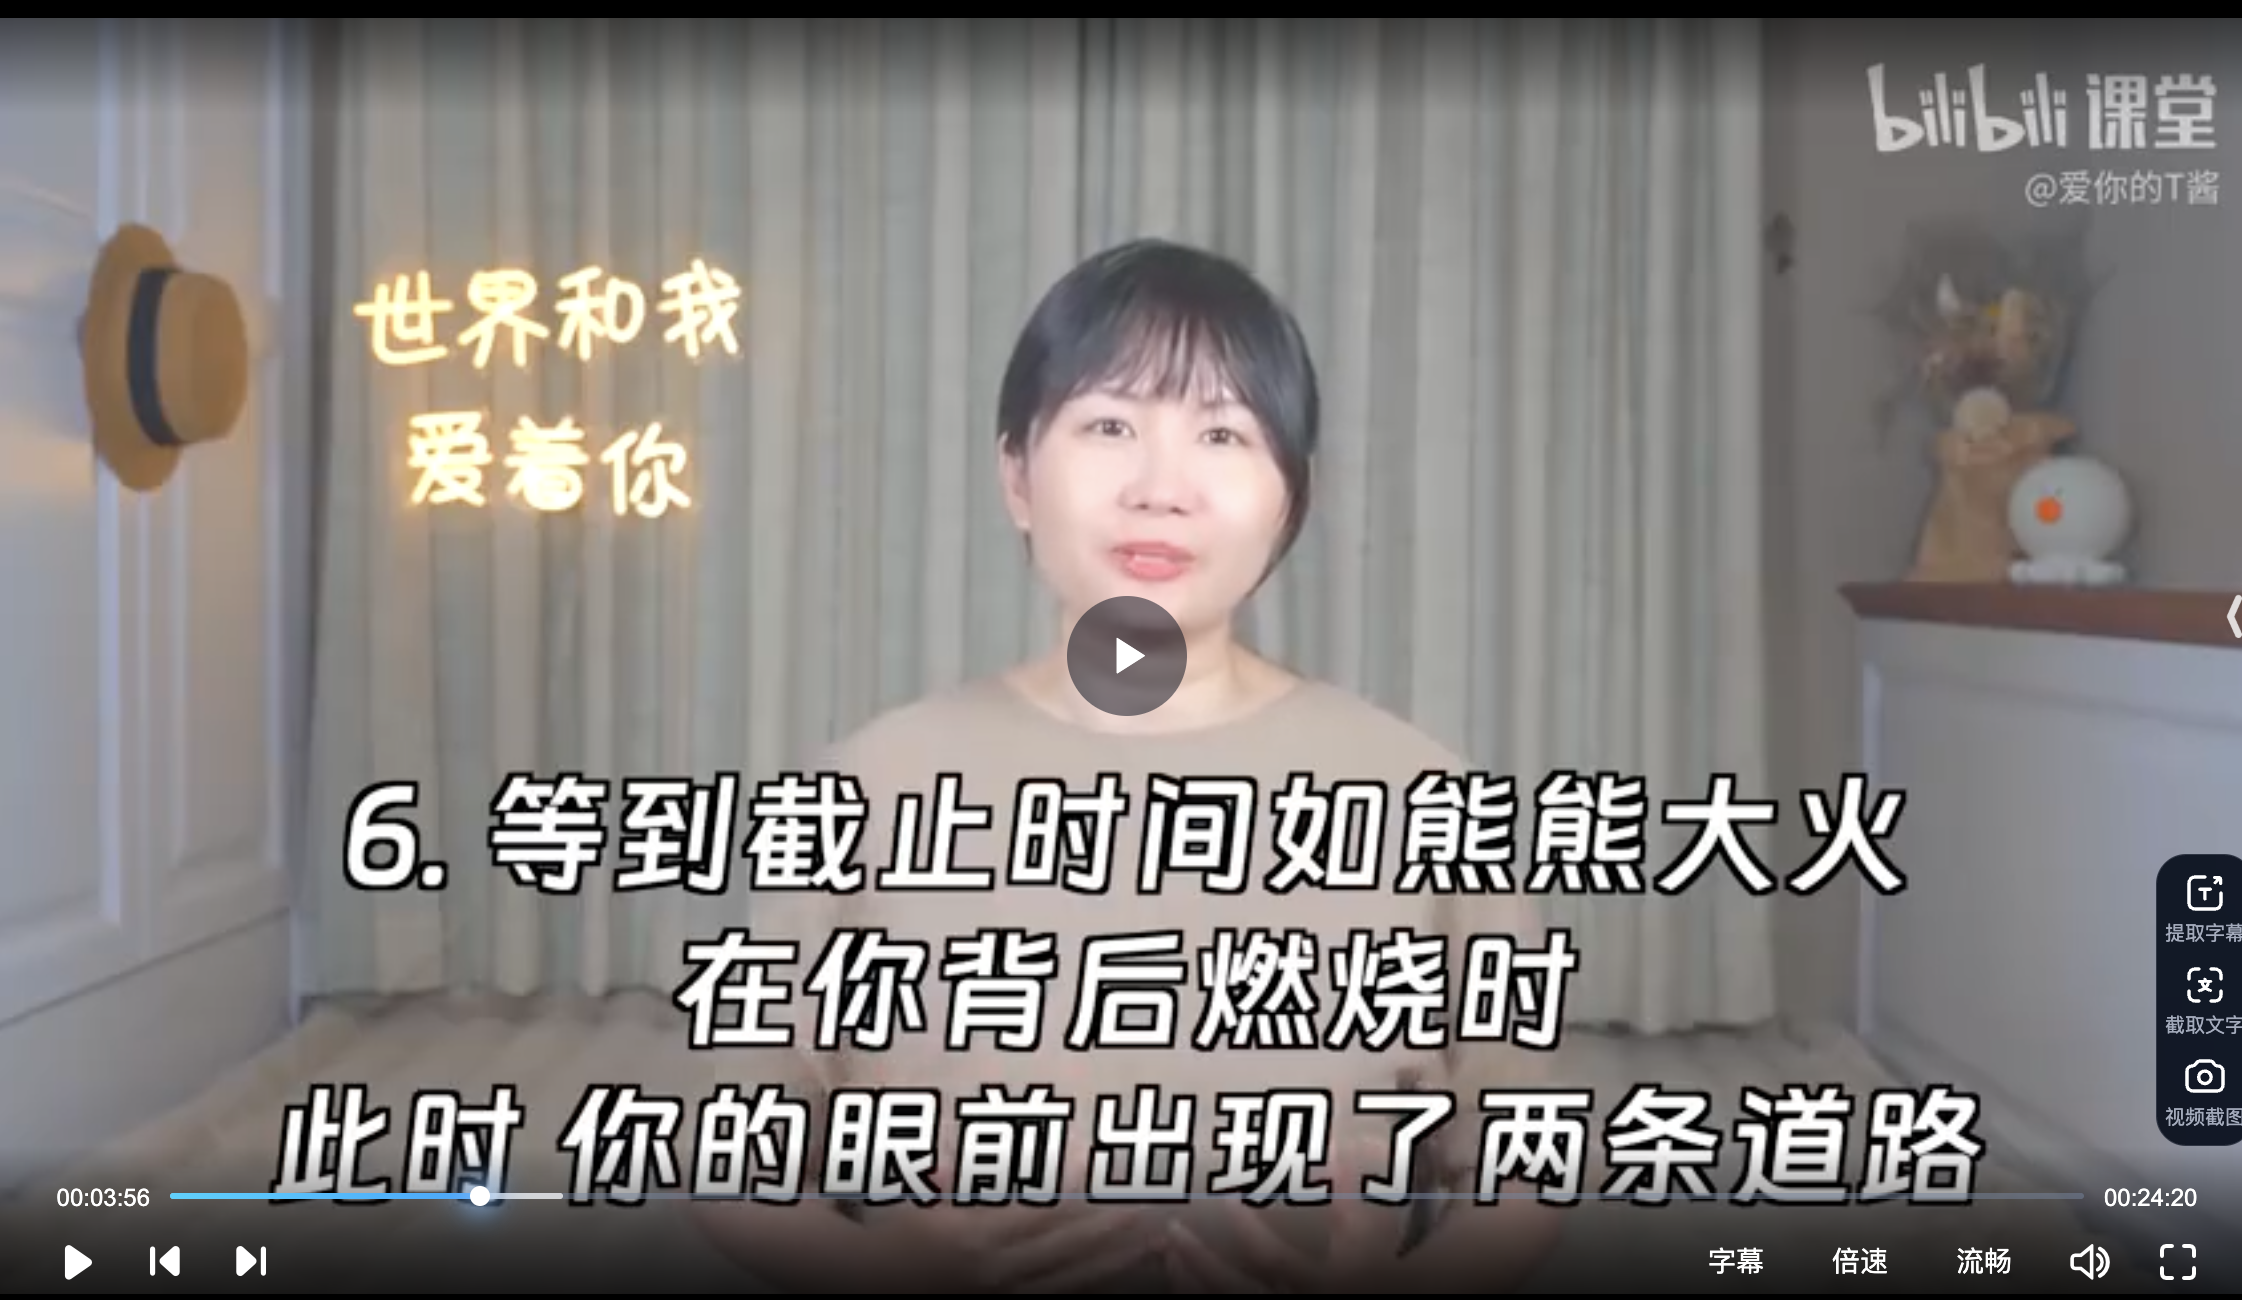 bilibili 课堂
@爱你的T酱
世界和我
爱着你
6. 等到截止时间如熊熊大火
在你背后燃烧时
此时 你的眼前出现了两条道路
提取字幕
截取文字
视频截图
00:03:56
00:24:20
字幕 倍速 流畅